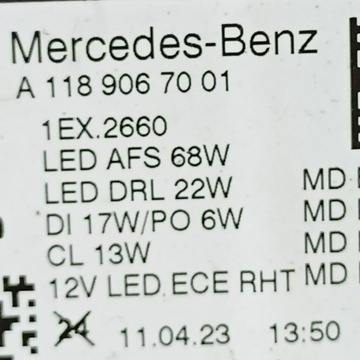 Mercedes-Benz
A 118 906 70 01
1EX.2660
LED AFS 68W
LED DRL 22W MD
DI 17W/PO 6W MD
CL 13W MD
12V LED ECE RHT MD
24 11.04.23 13:50